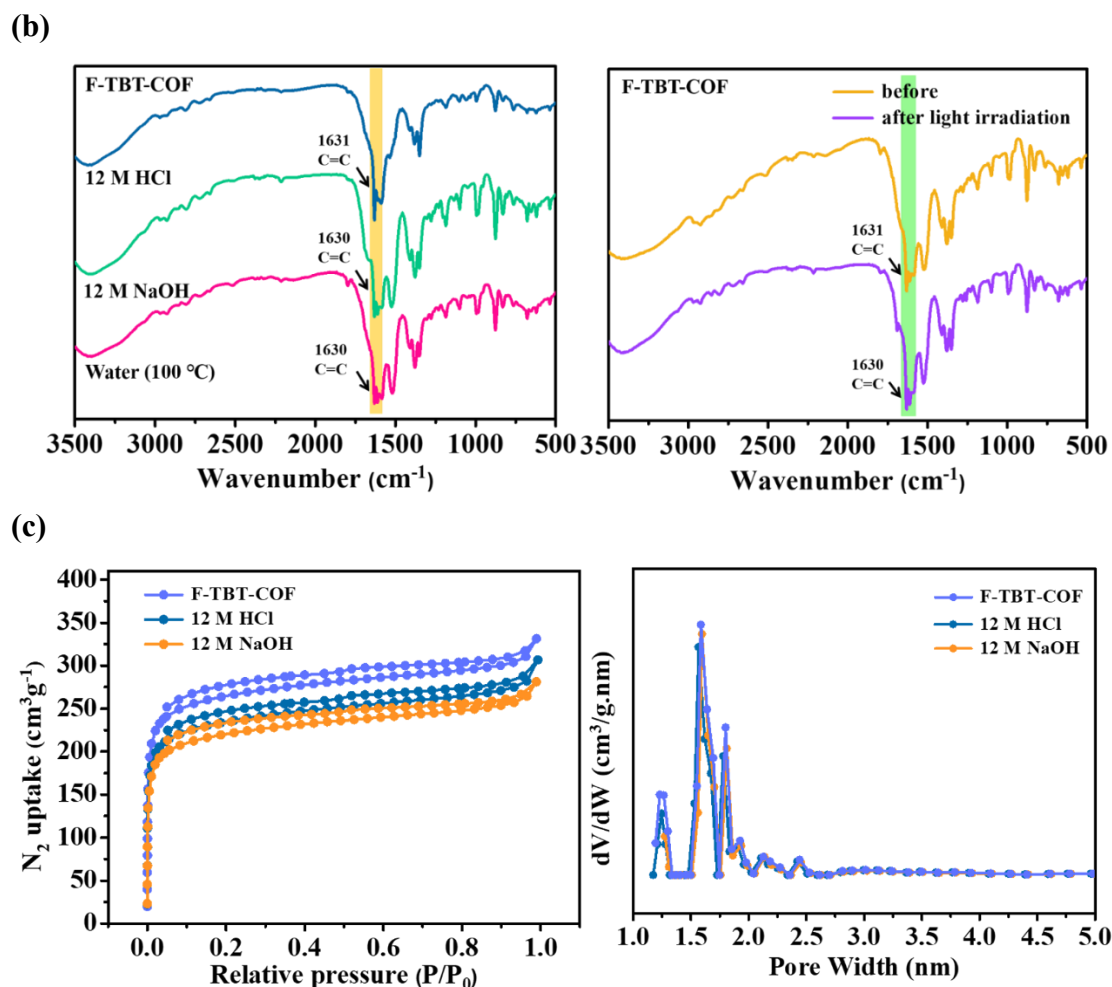 (b)
F-TBT-COF
1631
C=C
12 M HCl
1630
C=C
12 M NaOH
1630
C=C
Water (100 °C)
3500 3000 2500 2000 1500 1000 500
Wavenumber (cm⁻¹)
F-TBT-COF
before
after light irradiation
1631
C=C
1630
C=C
3500 3000 2500 2000 1500 1000 500
Wavenumber (cm⁻¹)
(c)
N₂ uptake (cm³g⁻¹)
400
350
300
250
200
150
100
50
0
F-TBT-COF
12 M HCl
12 M NaOH
0.0 0.2 0.4 0.6 0.8 1.0
Relative pressure (P/P₀)
dV/dW (cm³/g.nm)
F-TBT-COF
12 M HCl
12 M NaOH
1.0 1.5 2.0 2.5 3.0 3.5 4.0 4.5 5.0
Pore Width (nm)